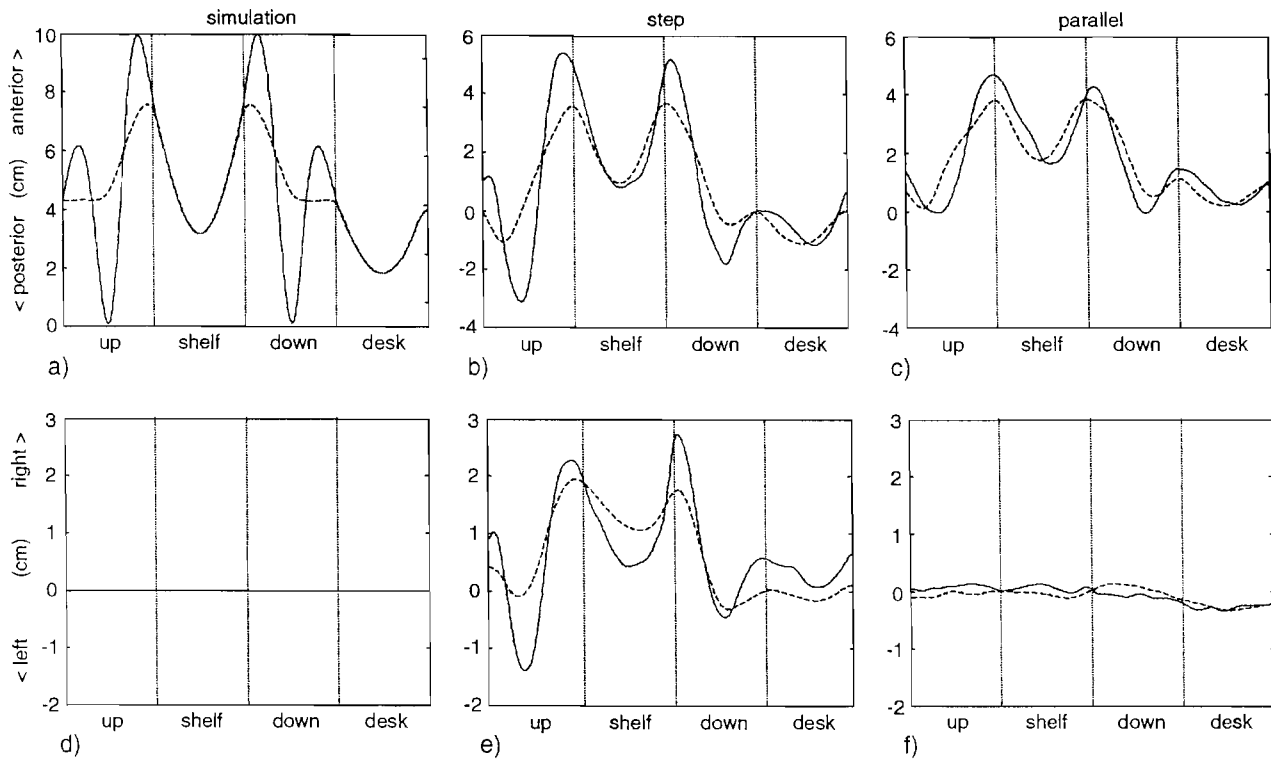 simulation
step
parallel
< posterior (cm) anterior >
10
8
6
4
2
0
up shelf down desk
a)
6
4
2
0
-2
-4
up shelf down desk
b)
6
4
2
0
-2
-4
up shelf down desk
c)
< left (cm) right >
3
2
1
0
-1
-2
up shelf down desk
d)
3
2
1
0
-1
-2
up shelf down desk
e)
3
2
1
0
-1
-2
up shelf down desk
f)